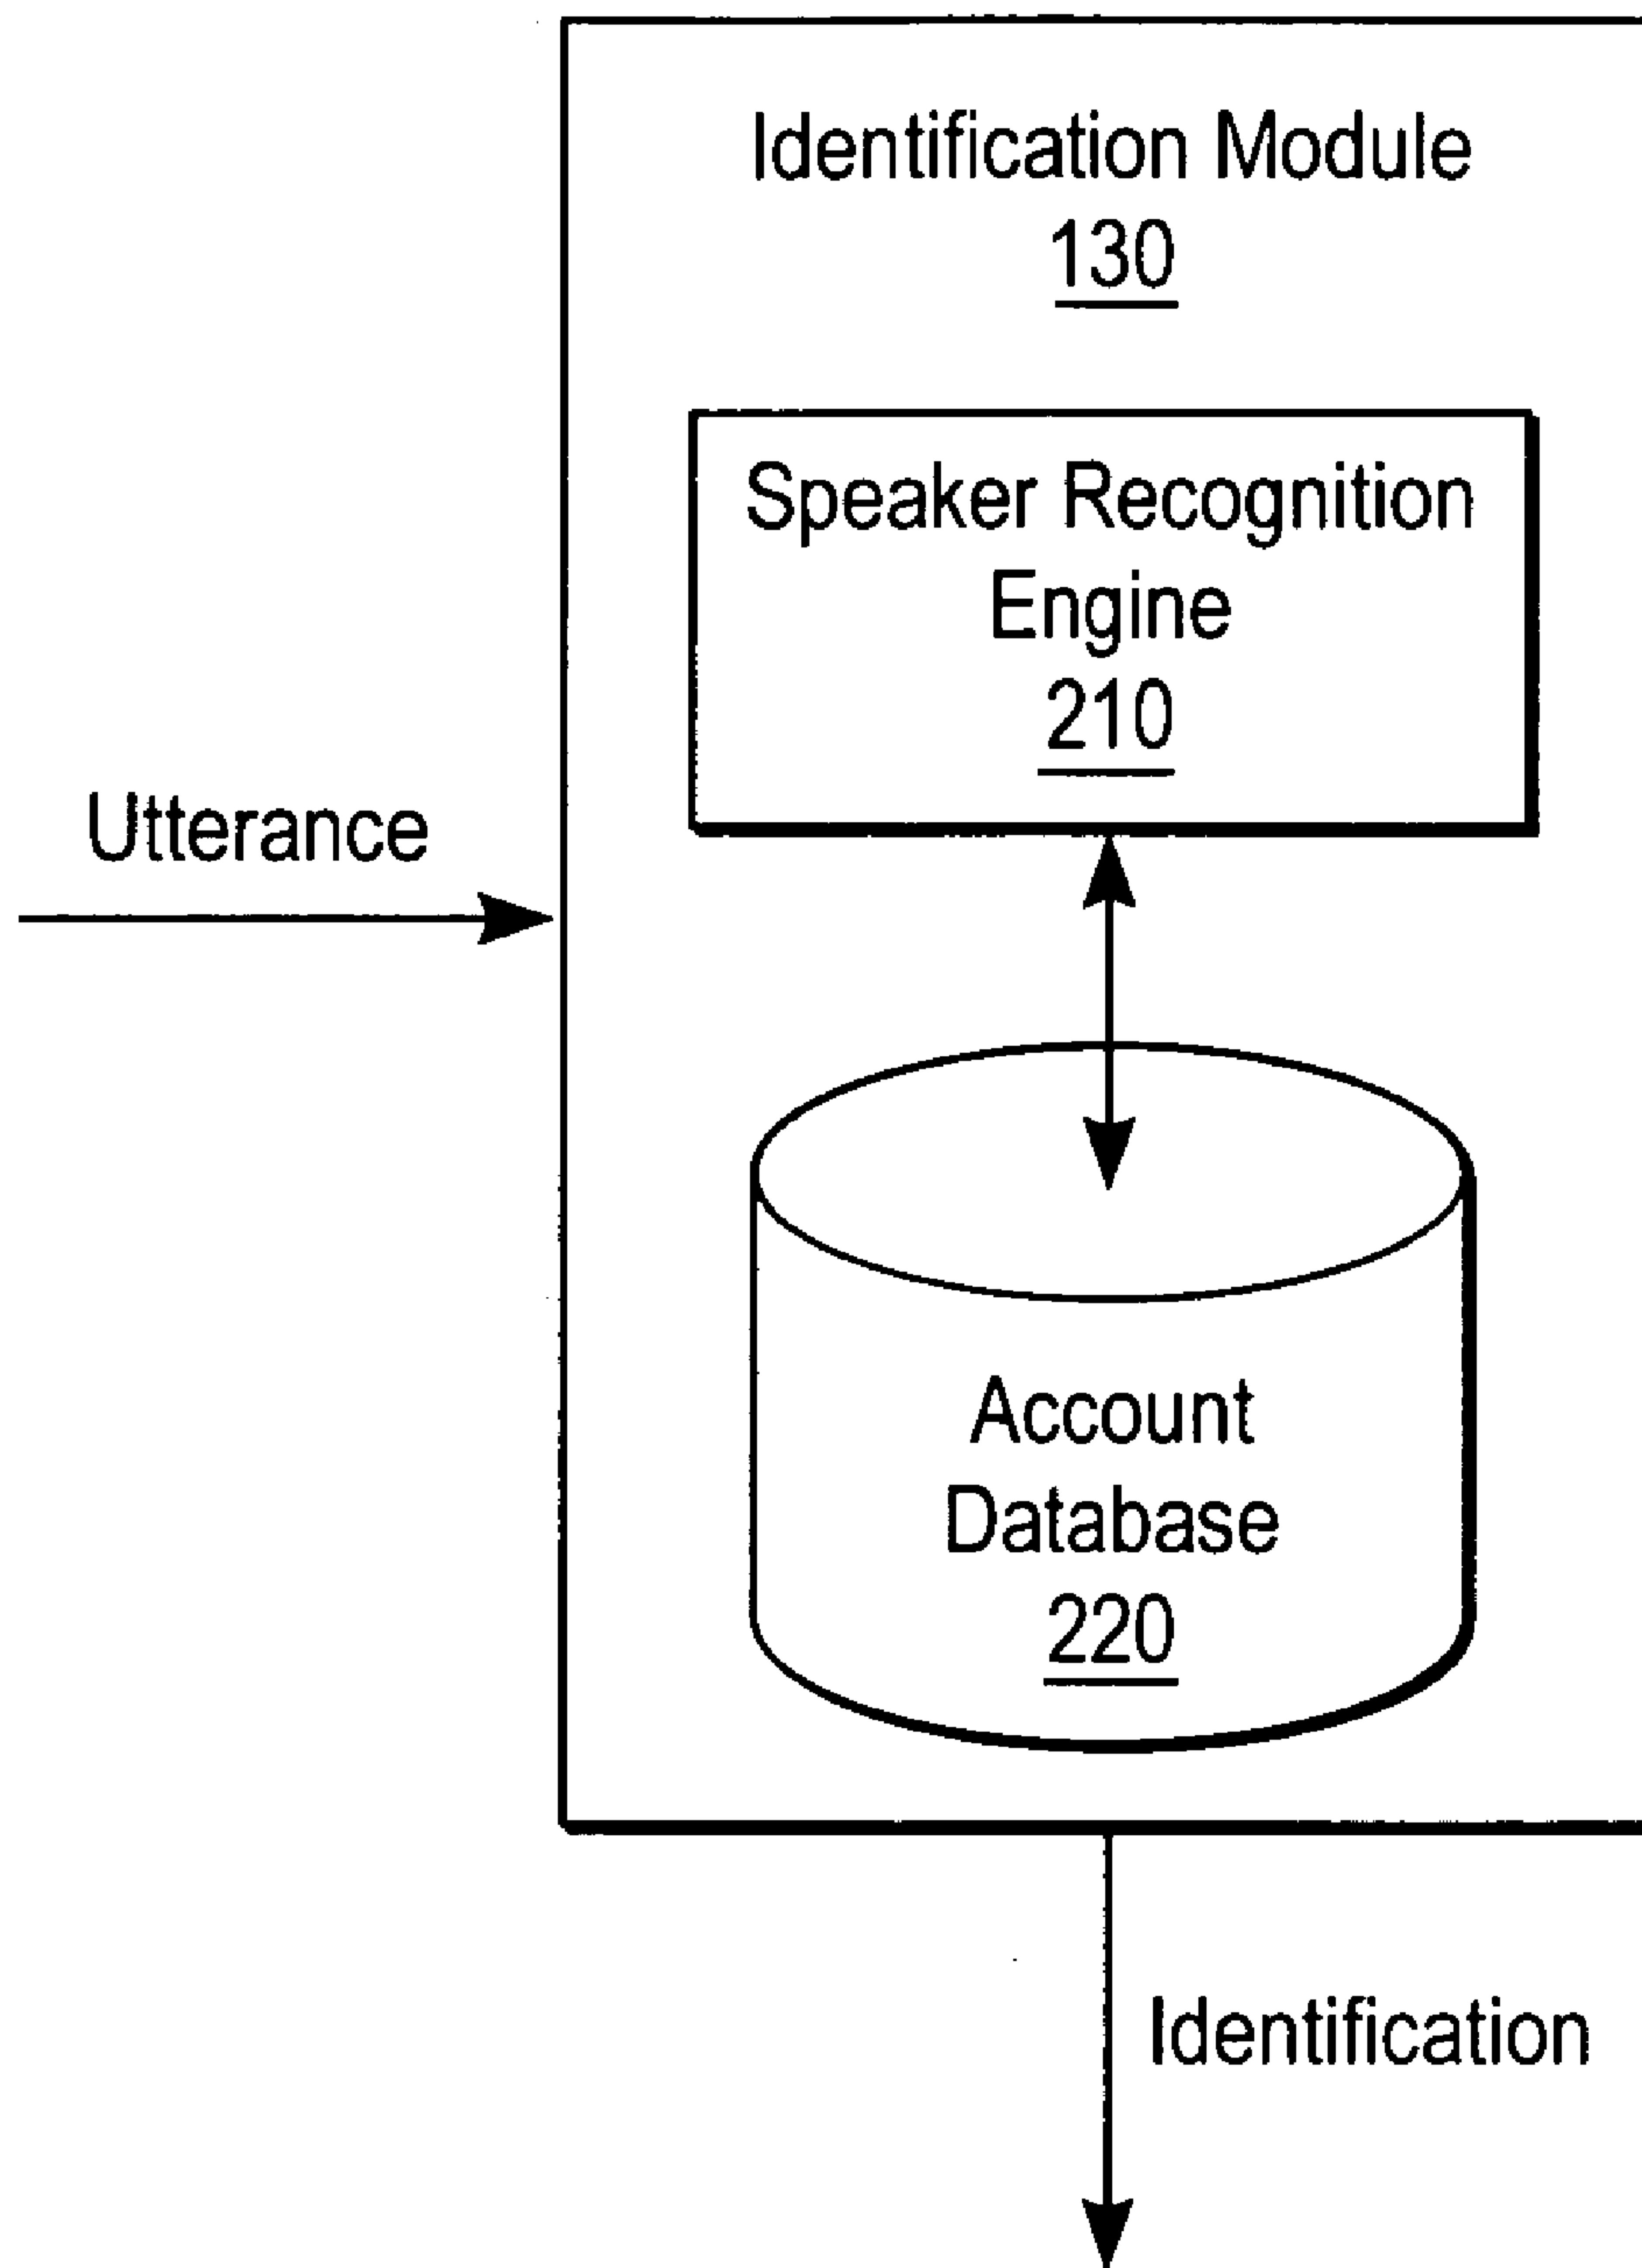 Identification Module
130
Speaker Recognition
Engine
210
Utterance
Account
Database
220
Identification